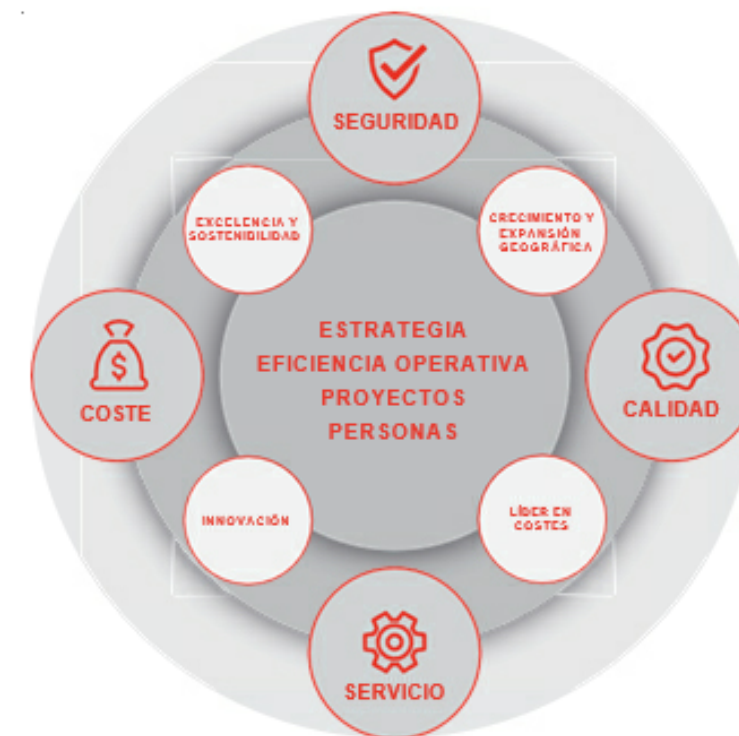 SEGURIDAD
EXCELENCIA Y
SOSTENIBILIDAD
CRECIMIENTO Y
EXPANSIÓN
GEOGRÁFICA
ESTRATEGIA
EFICIENCIA OPERATIVA
PROYECTOS
PERSONAS
$
COSTE
CALIDAD
INNOVACIÓN
LÍDER EN
COSTES
SERVICIO